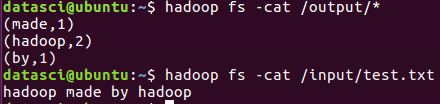 datasci@ubuntu:~$ hadoop fs -cat /output/*
(made,1)
(hadoop,2)
(by,1)
datasci@ubuntu:~$ hadoop fs -cat /input/test.txt
hadoop made by hadoop